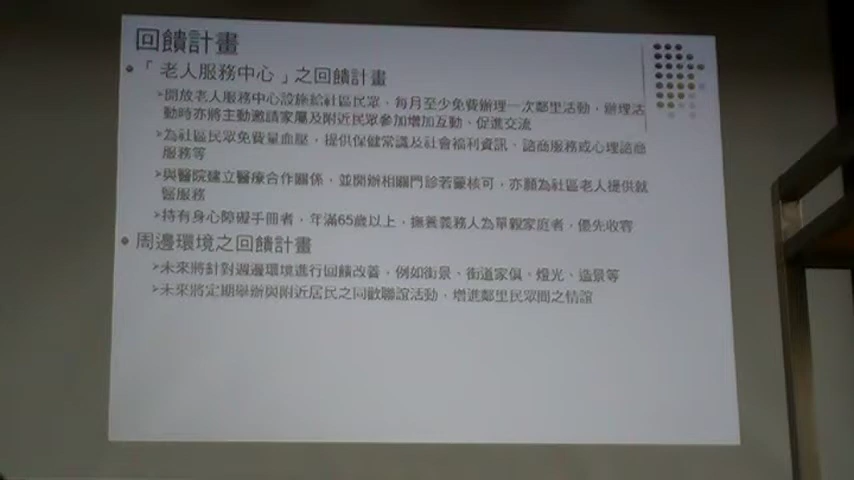 回饋計畫
「老人服務中心」之回饋計畫
開放老人服務中心設施給社區民眾，每月至少免費辦理一次鄰里活動，辦理活
動時亦將主動邀請家屬及附近民眾參加增加互動、促進交流
為社區民眾免費量血壓，提供保健常識及社會福利資訊、諮商服務或心理諮商
服務等
與醫院建立醫療合作關係，並開辦相關門診若蒙核可，亦願為社區老人提供就
醫服務
持有身心障礙手冊者，年滿65歲以上，撫養義務人為單親家庭者，優先收容
周邊環境之回饋計畫
未來將針對週邊環境進行回饋改善，例如街景、街道家俱、燈光、造景等
未來將定期舉辦與附近居民之同歡聯誼活動，增進鄰里民眾間之情誼